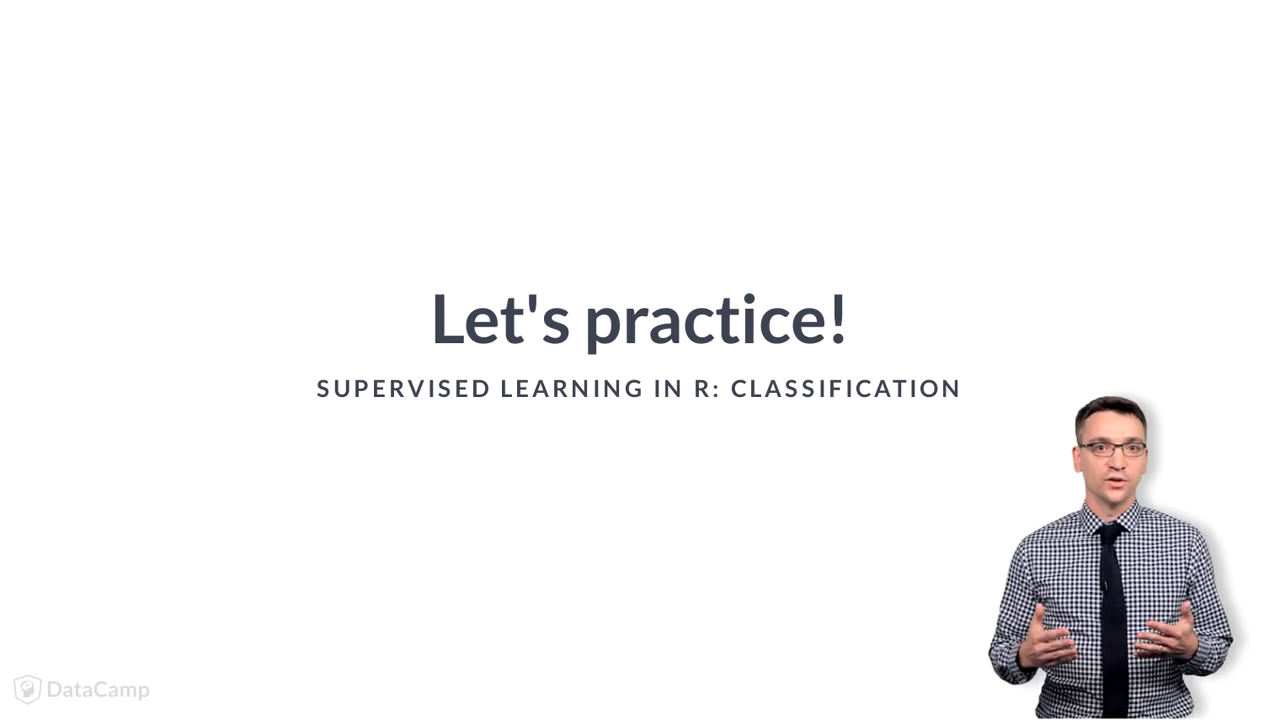 Let's practice!
SUPERVISED LEARNING IN R: CLASSIFICATION
DataCamp